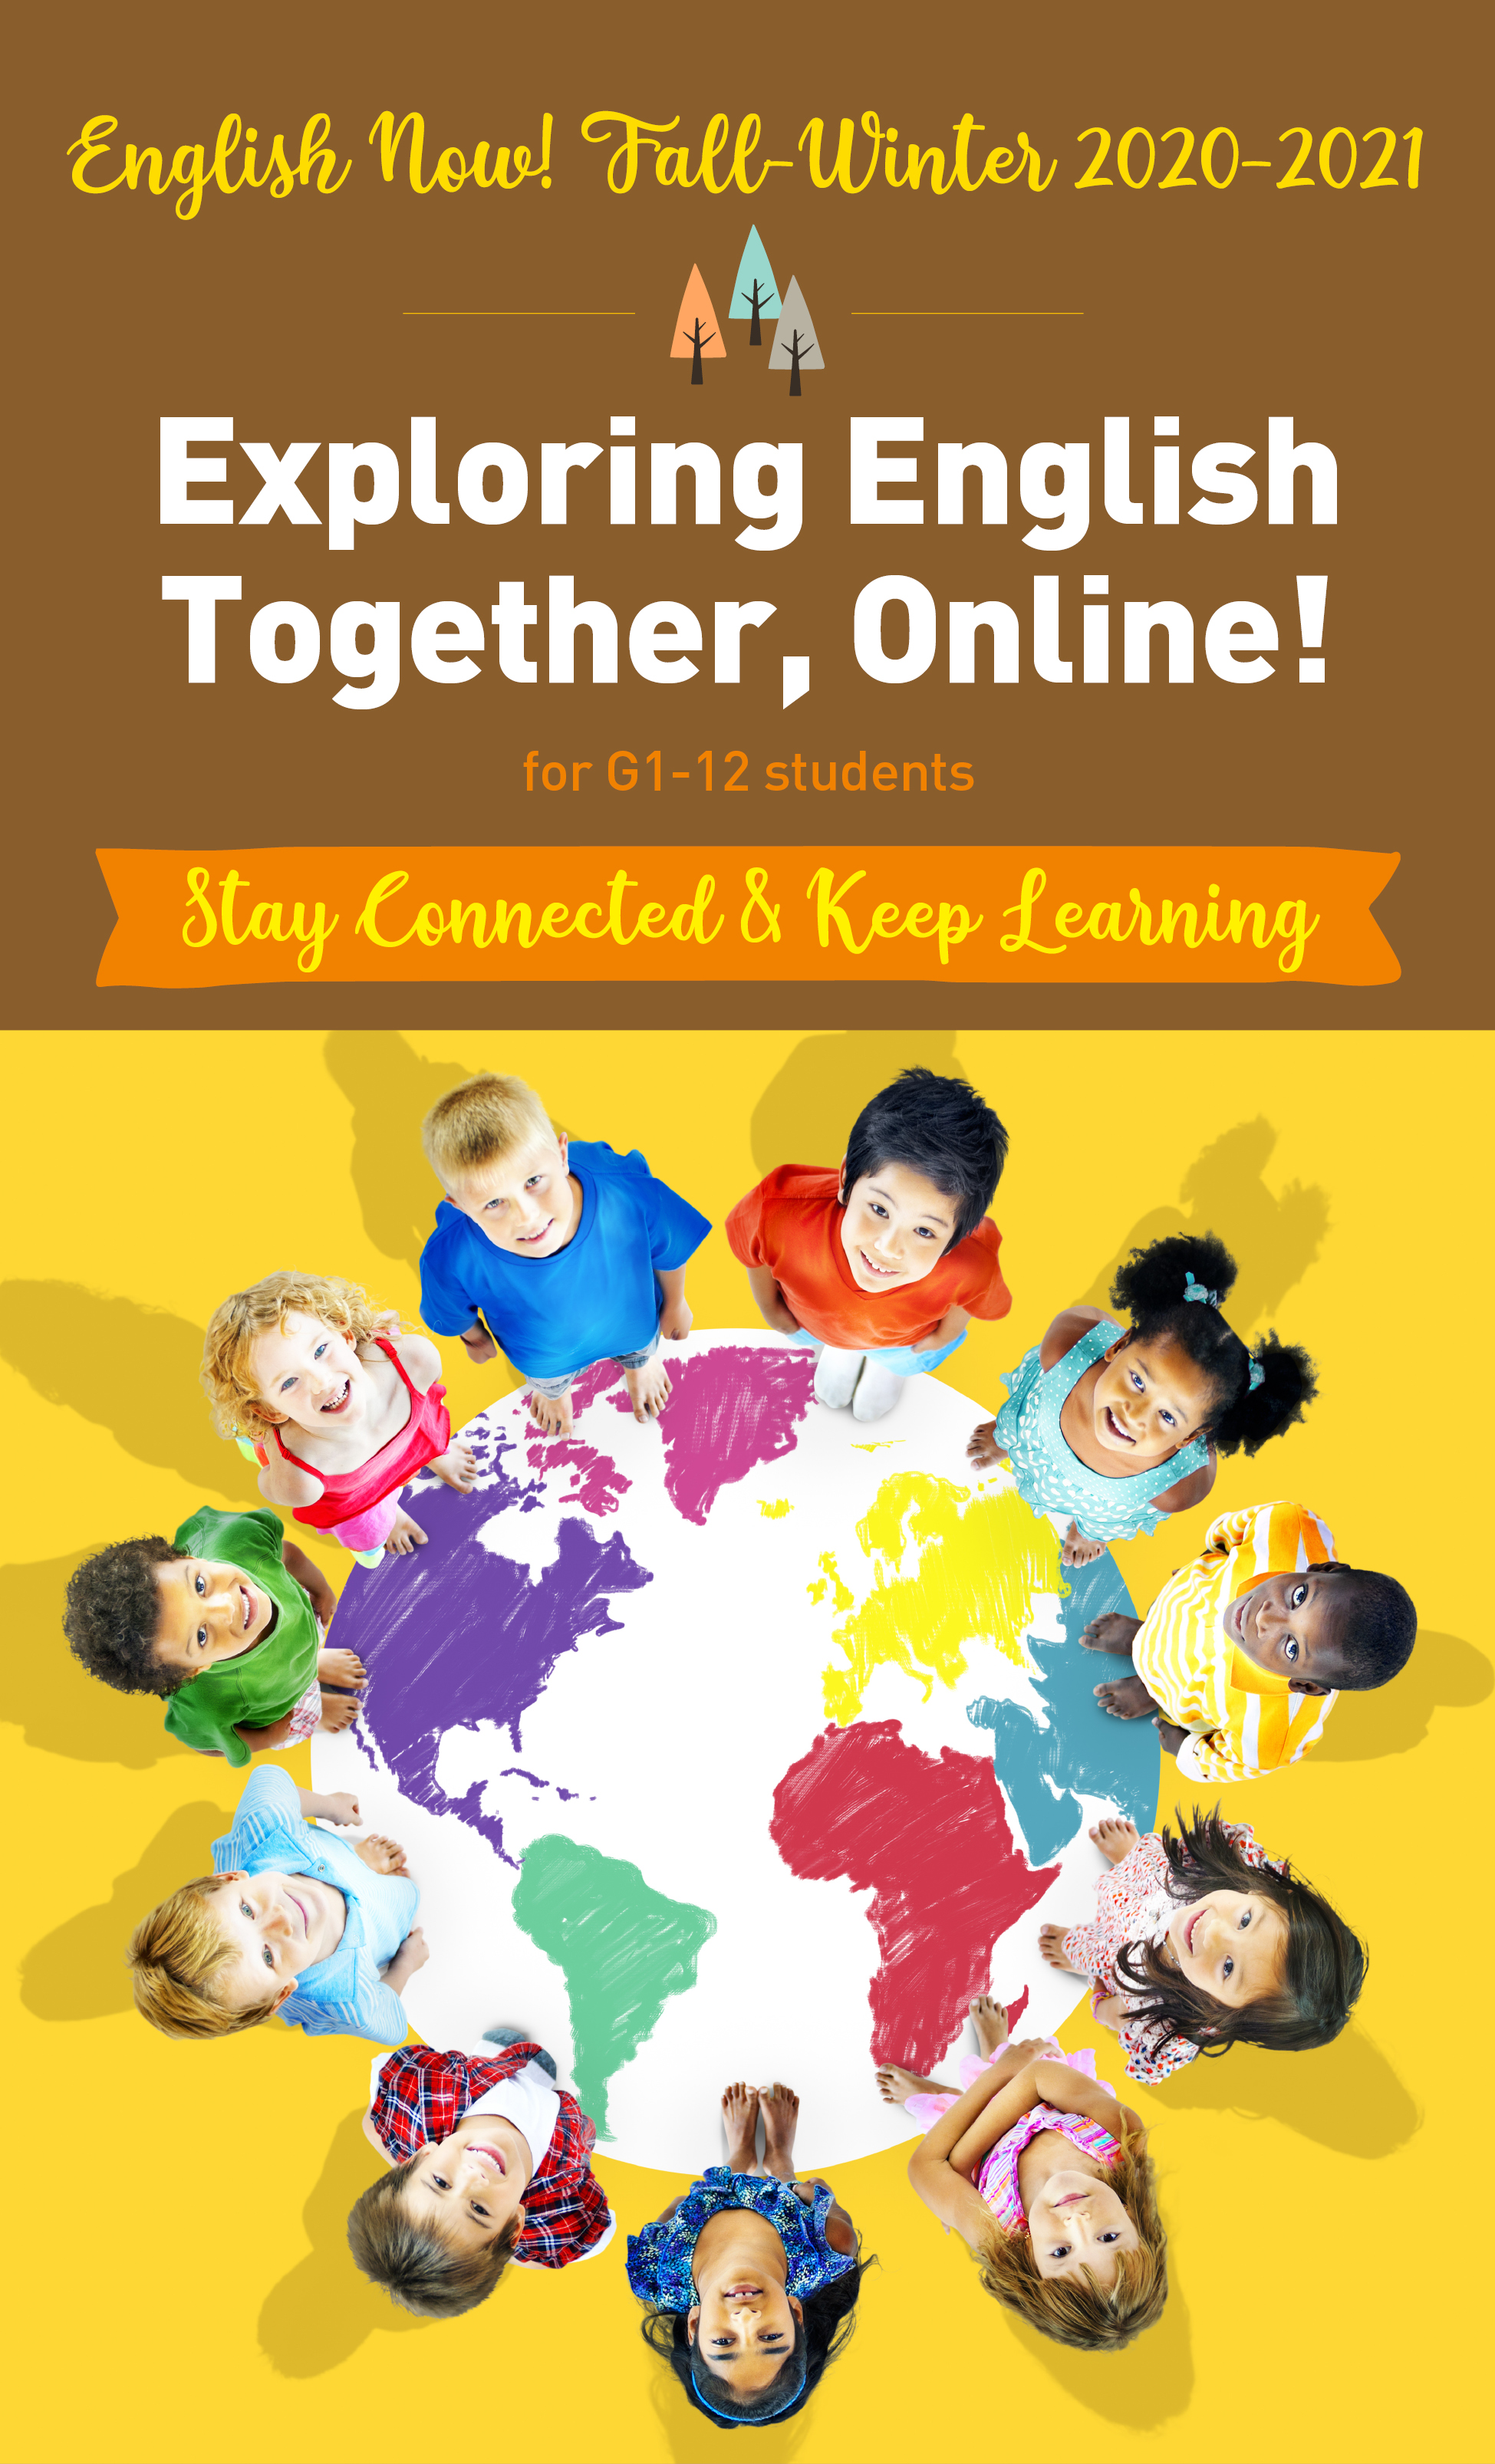 English Now! Fall-Winter 2020-2021
Exploring English
Together, Online!
for G1-12 students
Stay Connected & Keep Learning